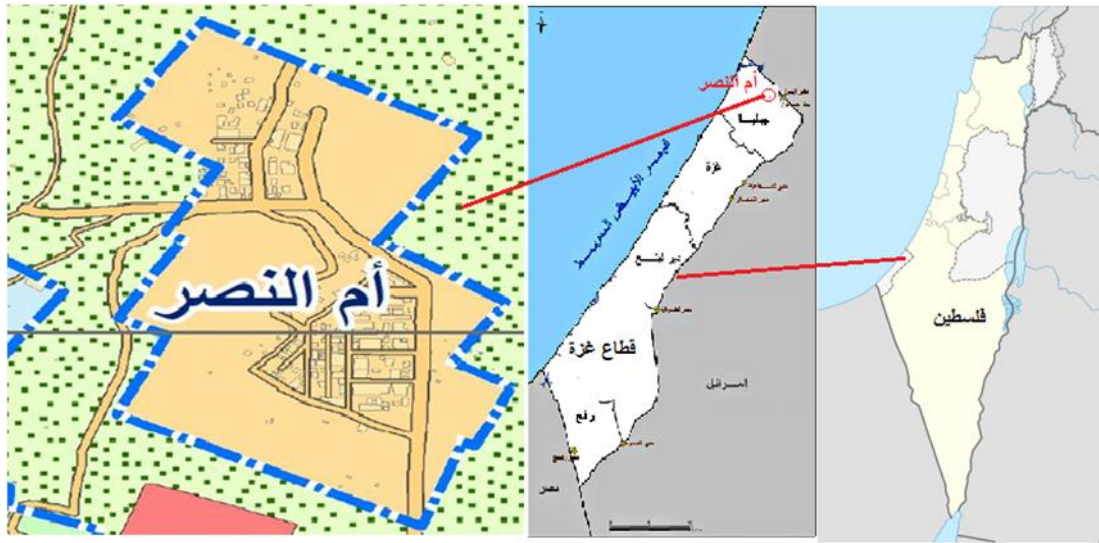 أم النصر
أم النصر
جباليا
غزة
البحر الأبيض المتوسط
دير البلح
قطاع غزة
اسرائيل
رفح
مصر
فلسطين